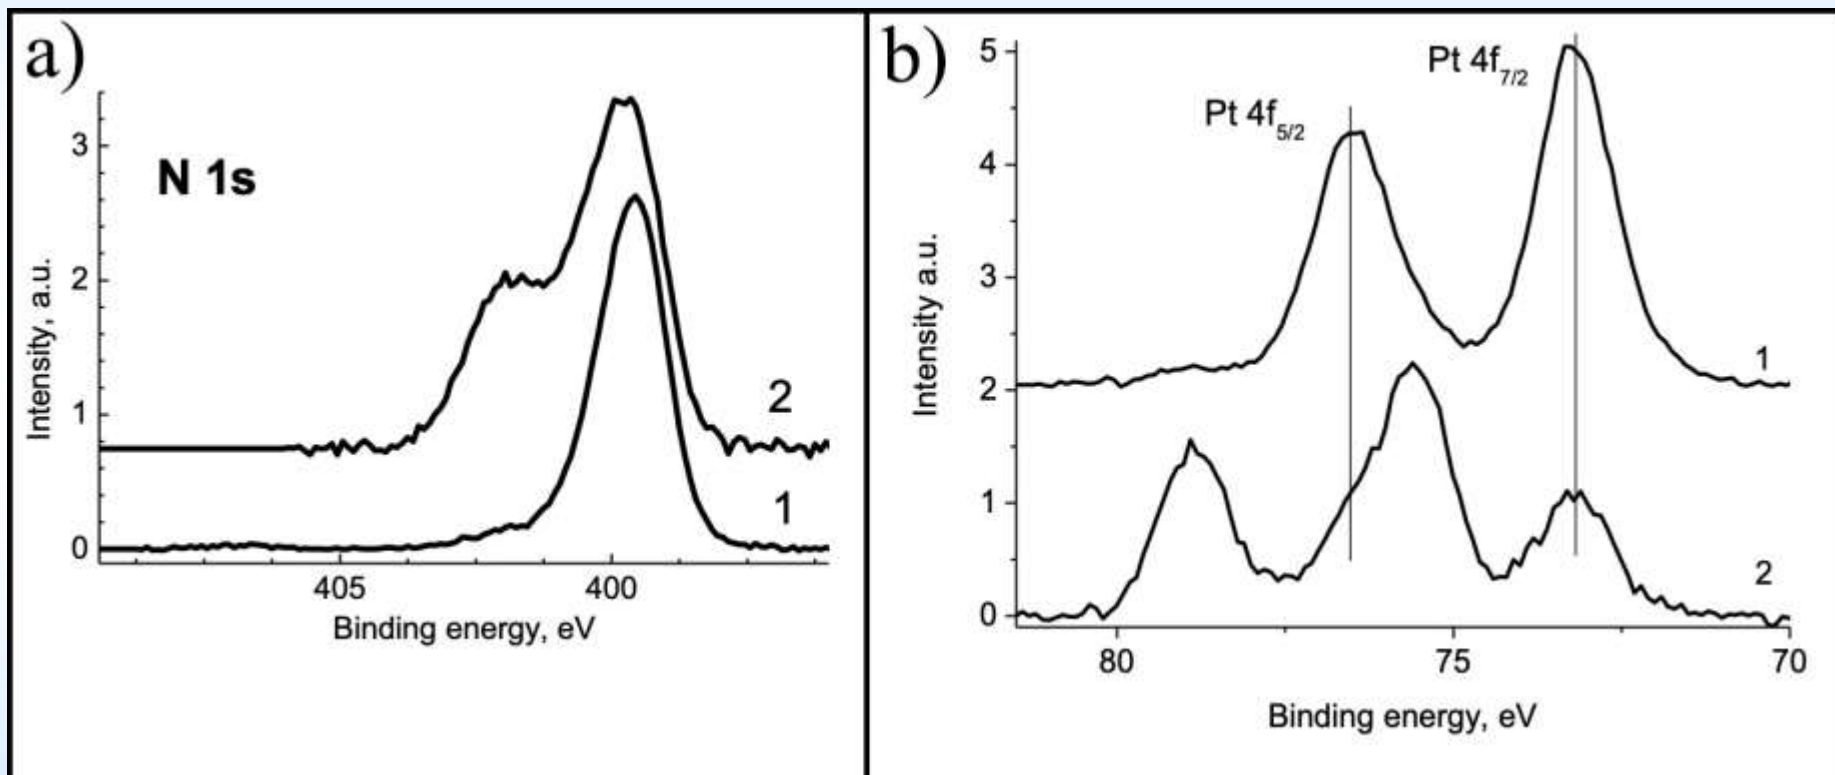 a)
N 1s
3
2
1
0
Intensity, a.u.
2
1
405
400
Binding energy, eV
b)
5
4
3
2
1
0
Intensity a.u.
Pt 4f5/2
Pt 4f7/2
1
2
80
75
70
Binding energy, eV